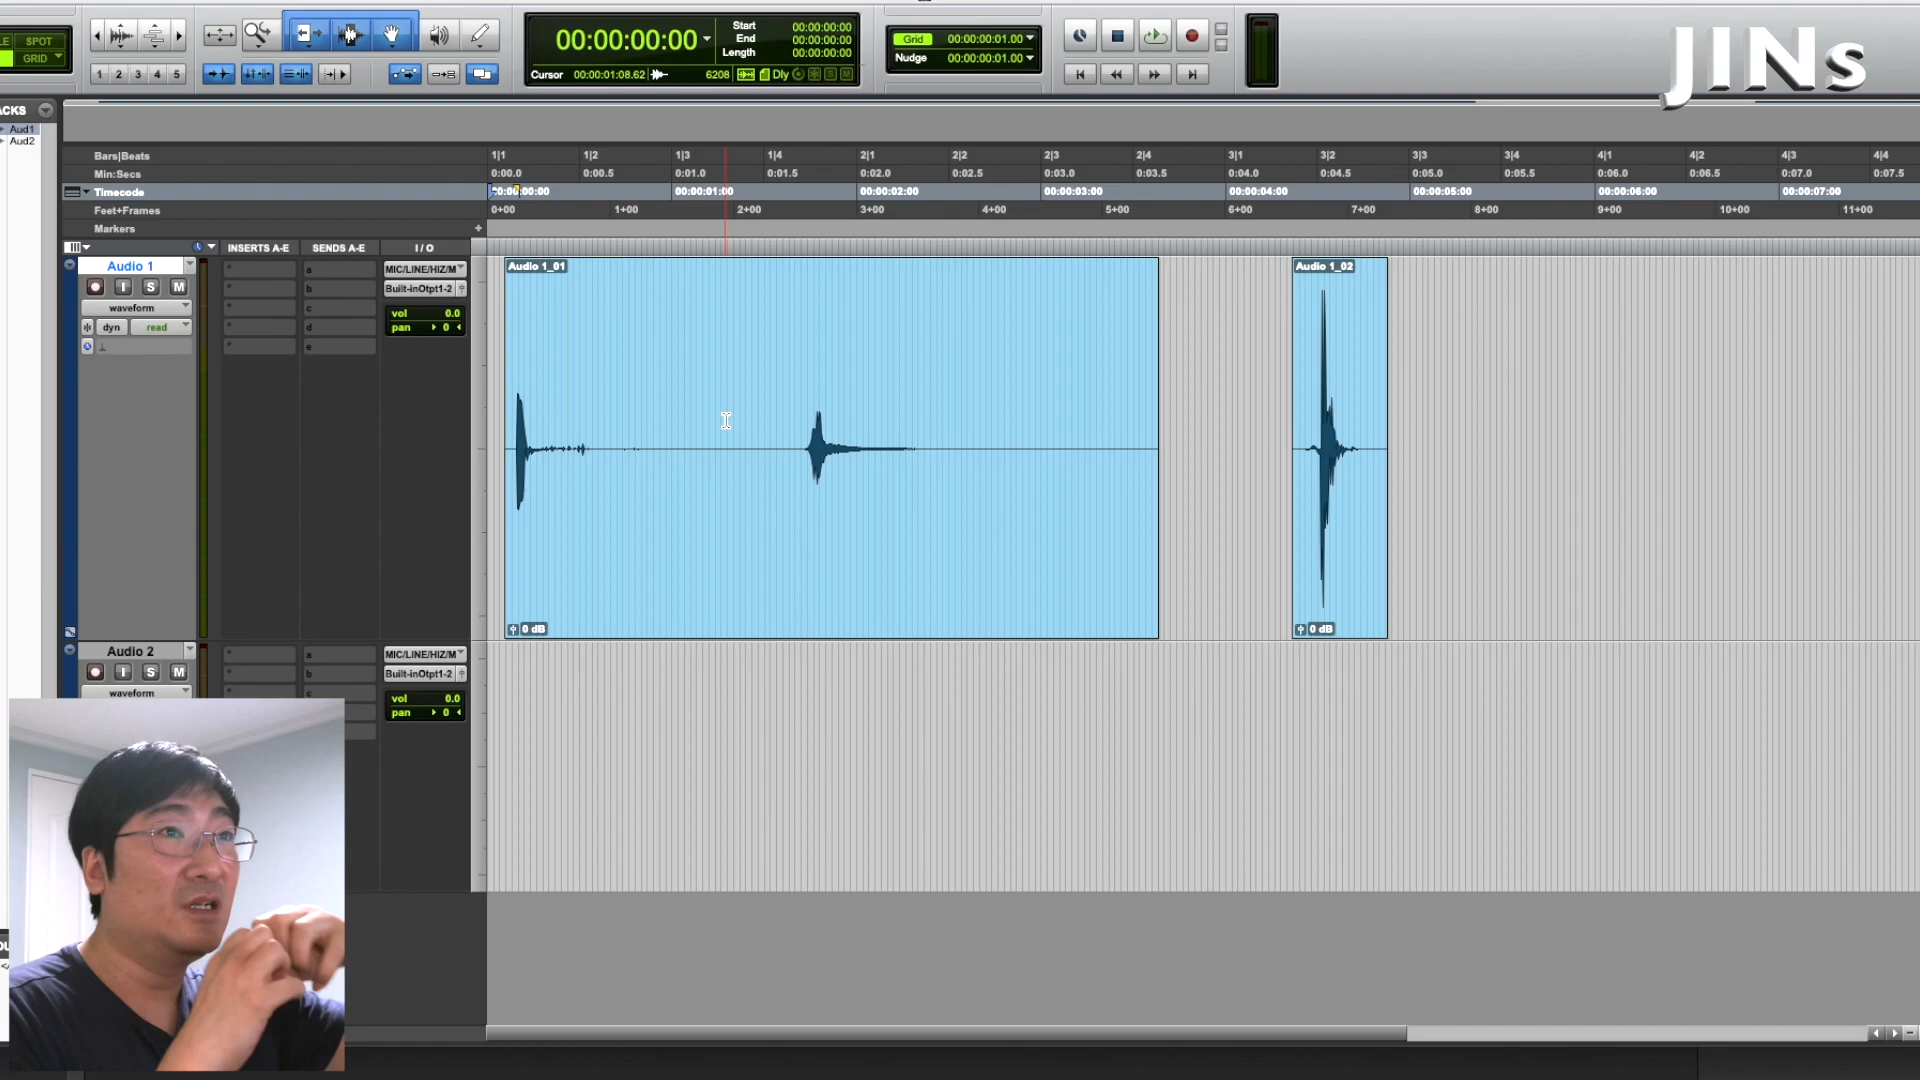 JINs
LE SPOT
GRID
1 2 3 4 5
00:00:00:00
Start 00:00:00:00
End 00:00:00:00
Length 00:00:00:00
Cursor 00:00:01:08.62 6208 Dly S M
Grid 00:00:00:01.00
Nudge 00:00:00:01.00
ACKS
Aud1
Aud2
Bars|Beats 1|1 1|2 1|3 1|4 2|1 2|2 2|3 2|4 3|1 3|2 3|3 3|4 4|1 4|2 4|3 4|4
Min:Secs 0:00.0 0:00.5 0:01.0 0:01.5 0:02.0 0:02.5 0:03.0 0:03.5 0:04.0 0:04.5 0:05.0 0:05.5 0:06.0 0:06.5 0:07.0 0:07.5
Timecode 00:00:01:00 00:00:02:00 00:00:03:00 00:00:04:00 00:00:05:00 00:00:06:00 00:00:07:00
Feet+Frames 0+00 1+00 2+00 3+00 4+00 5+00 6+00 7+00 8+00 9+00 10+00 11+00
Markers +
INSERTS A-E SENDS A-E I / O
Audio 1
I S M
waveform
dyn read
a
b
c
d
e
MIC/LINE/HIZ/M
Built-inOtpt1-2
vol 0.0
pan 0
Audio 1_01
0 dB
Audio 1_02
0 dB
Audio 2
I S M
waveform
a
b
c
MIC/LINE/HIZ/M
Built-inOtpt1-2
vol 0.0
pan 0